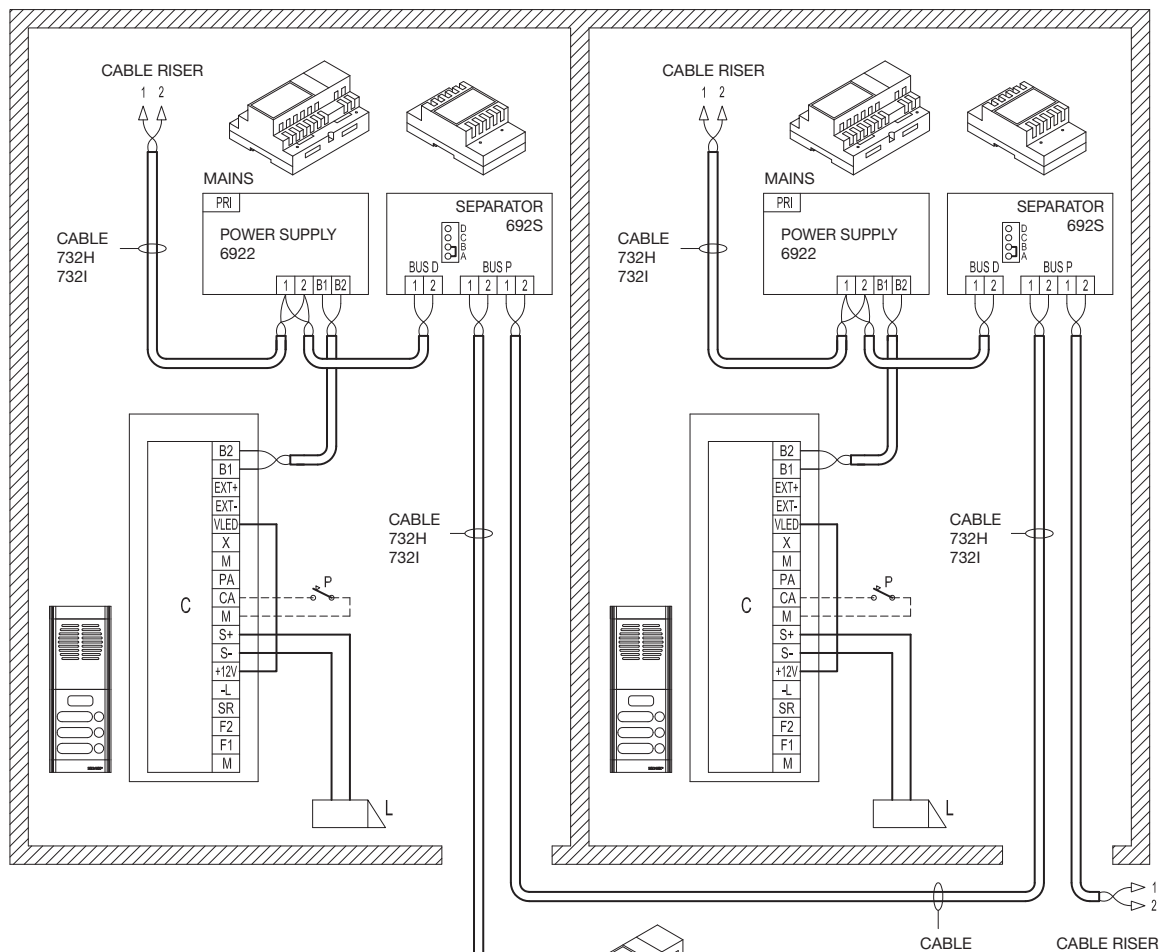 CABLE RISER
1 2
MAINS
PRI
POWER SUPPLY
6922
1 2 B1 B2
SEPARATOR
692S
D
C
B
A
BUS D
BUS P
1 2 1 2 1 2
CABLE
732H
732I
B2
B1
EXT+
EXT-
VLED
X
M
PA
CA
M
S+
S-
+12V
-L
SR
F2
F1
M
C
P
L
CABLE
732H
732I
CABLE RISER
1 2
MAINS
PRI
POWER SUPPLY
6922
1 2 B1 B2
SEPARATOR
692S
D
C
B
A
BUS D
BUS P
1 2 1 2 1 2
CABLE
732H
732I
B2
B1
EXT+
EXT-
VLED
X
M
PA
CA
M
S+
S-
+12V
-L
SR
F2
F1
M
C
P
L
CABLE
732H
732I
1
2
CABLE
CABLE RISER